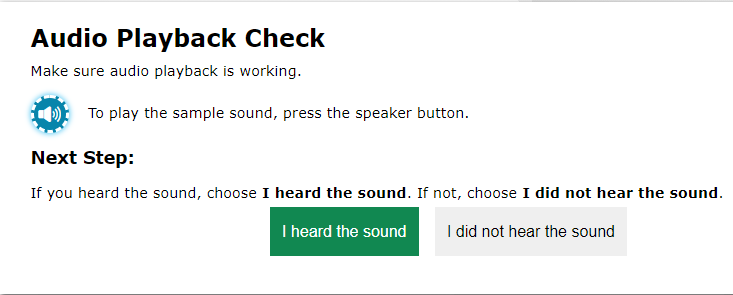 Audio Playback Check
Make sure audio playback is working.
To play the sample sound, press the speaker button.
Next Step:
If you heard the sound, choose I heard the sound. If not, choose I did not hear the sound.
I heard the sound
I did not hear the sound